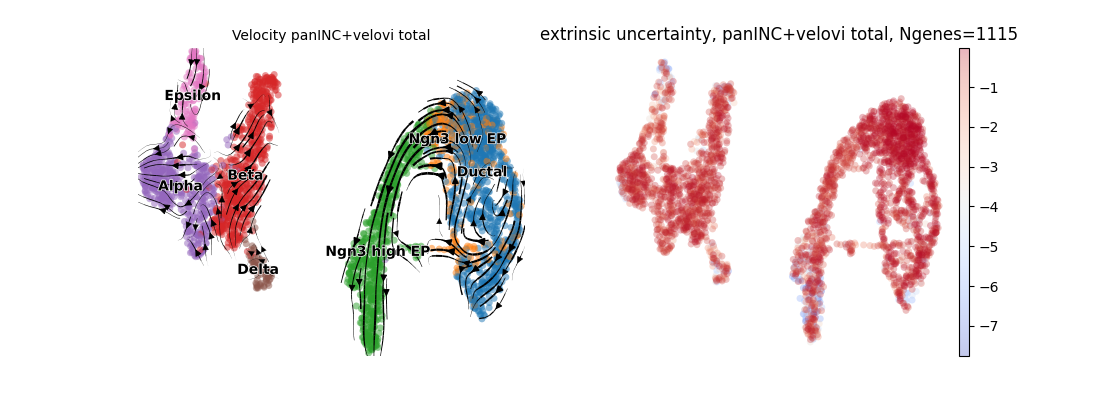 Velocity panINC+velovi total
extrinsic uncertainty, panINC+velovi total, Ngenes=1115
Epsilon
Ngn3 low EP
Ductal
Beta
Alpha
Ngn3 high EP
Delta
−1
−2
−3
−4
−5
−6
−7